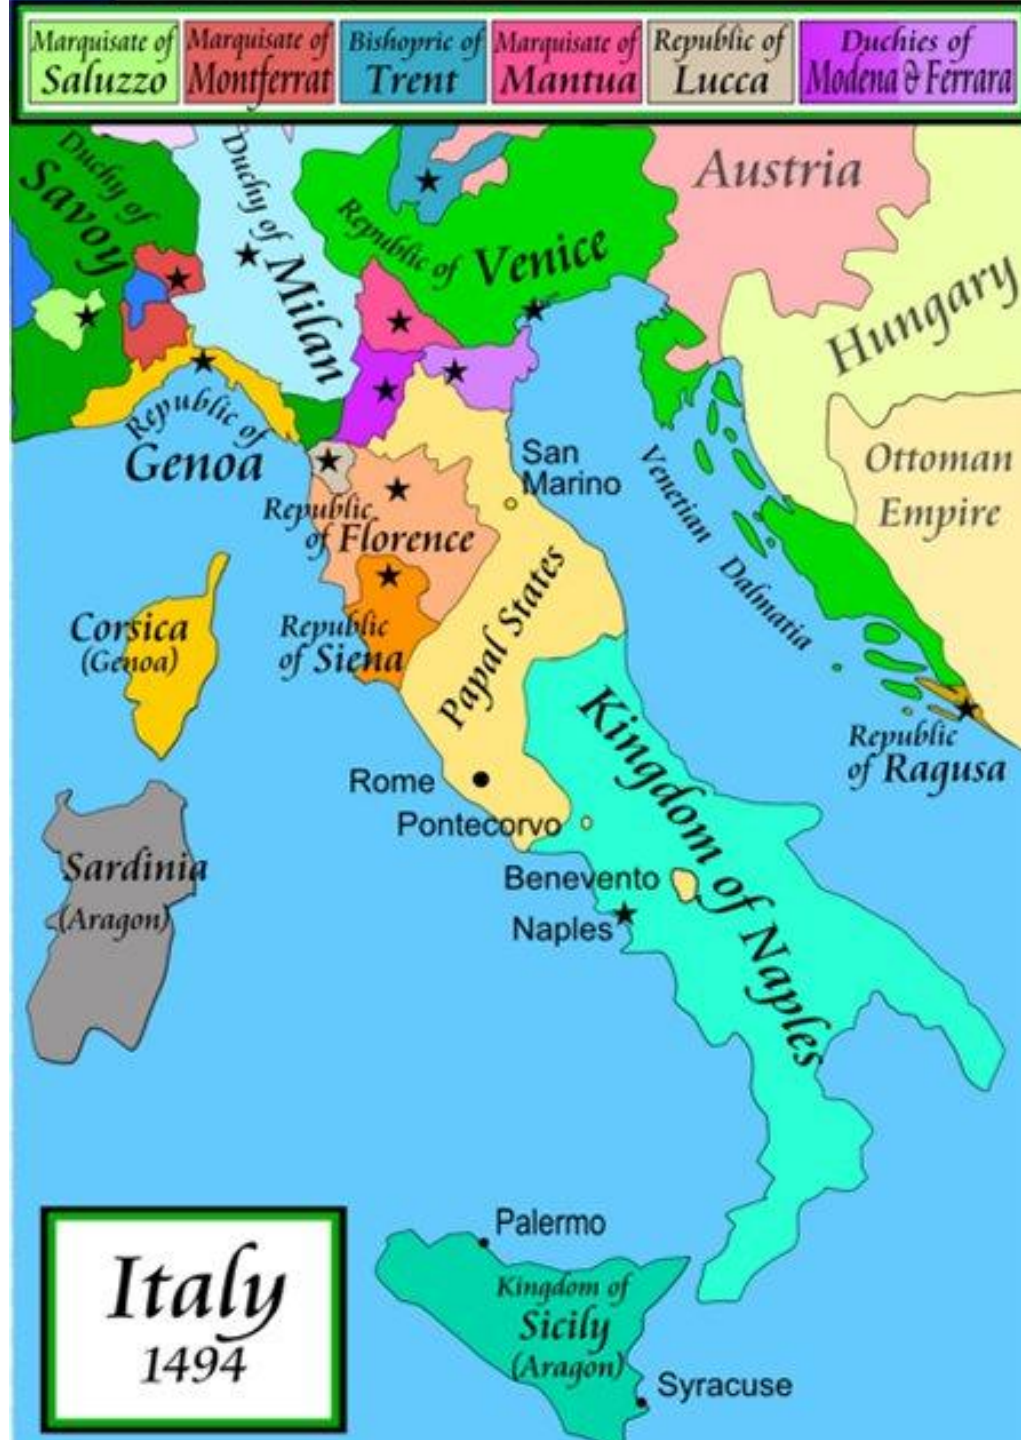 Marquisate of
Saluzzo
Marquisate of
Montferrat
Bishopric of
Trent
Marquisate of
Mantua
Republic of
Lucca
Duchies of
Modena & Ferrara
Duchy of
Savoy
Duchy of
Milan
Republic of
Venice
Austria
Hungary
Ottoman
Empire
Republic of
Genoa
San
Marino
Republic
of Florence
Venetian Dalmatia
Corsica
(Genoa)
Republic
of Siena
Papal States
Kingdom of Naples
Republic
of Ragusa
Rome
Pontecorvo
Sardinia
(Aragon)
Benevento
Naples
Palermo
Kingdom of
Sicily
(Aragon)
Syracuse
Italy
1494